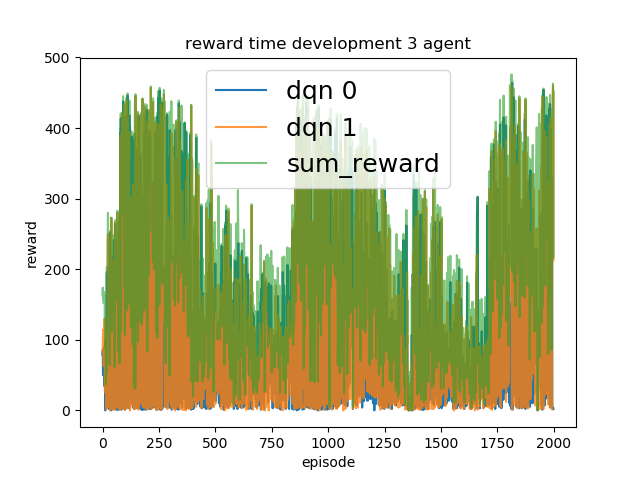 reward time development 3 agent
500
400
300
200
100
0
reward
dqn 0
dqn 1
sum_reward
0 250 500 750 1000 1250 1500 1750 2000
episode